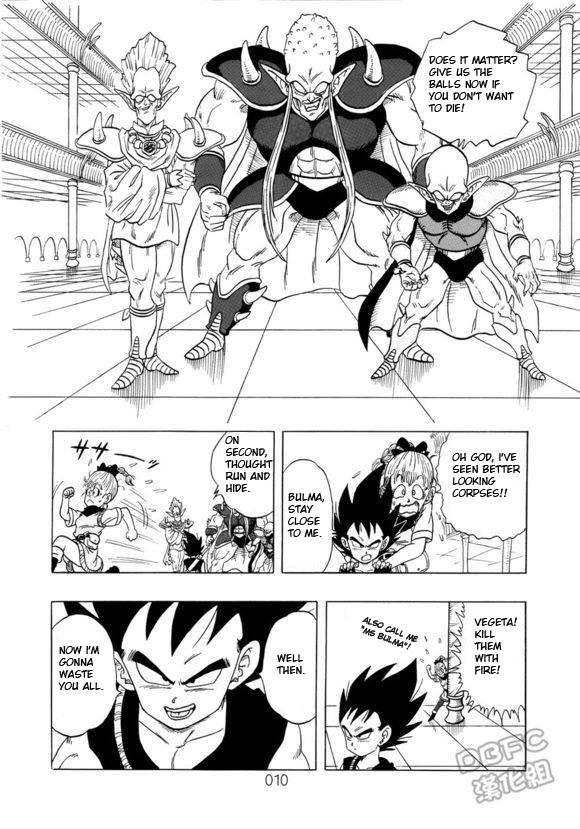 DOES IT MATTER?
GIVE US THE
BALLS NOW IF
YOU DON'T WANT
TO DIE!
OH GOD, I'VE
SEEN BETTER
LOOKING
CORPSES!!
BULMA,
STAY
CLOSE
TO ME.
ON
SECOND,
THOUGHT
RUN AND
HIDE.
VEGETA!
KILL
THEM
WITH
FIRE!
ALSO CALL ME
"MS BULMA"!
WELL
THEN.
NOW I'M
GONNA
WASTE
YOU ALL.
010
DBFC
漢化組